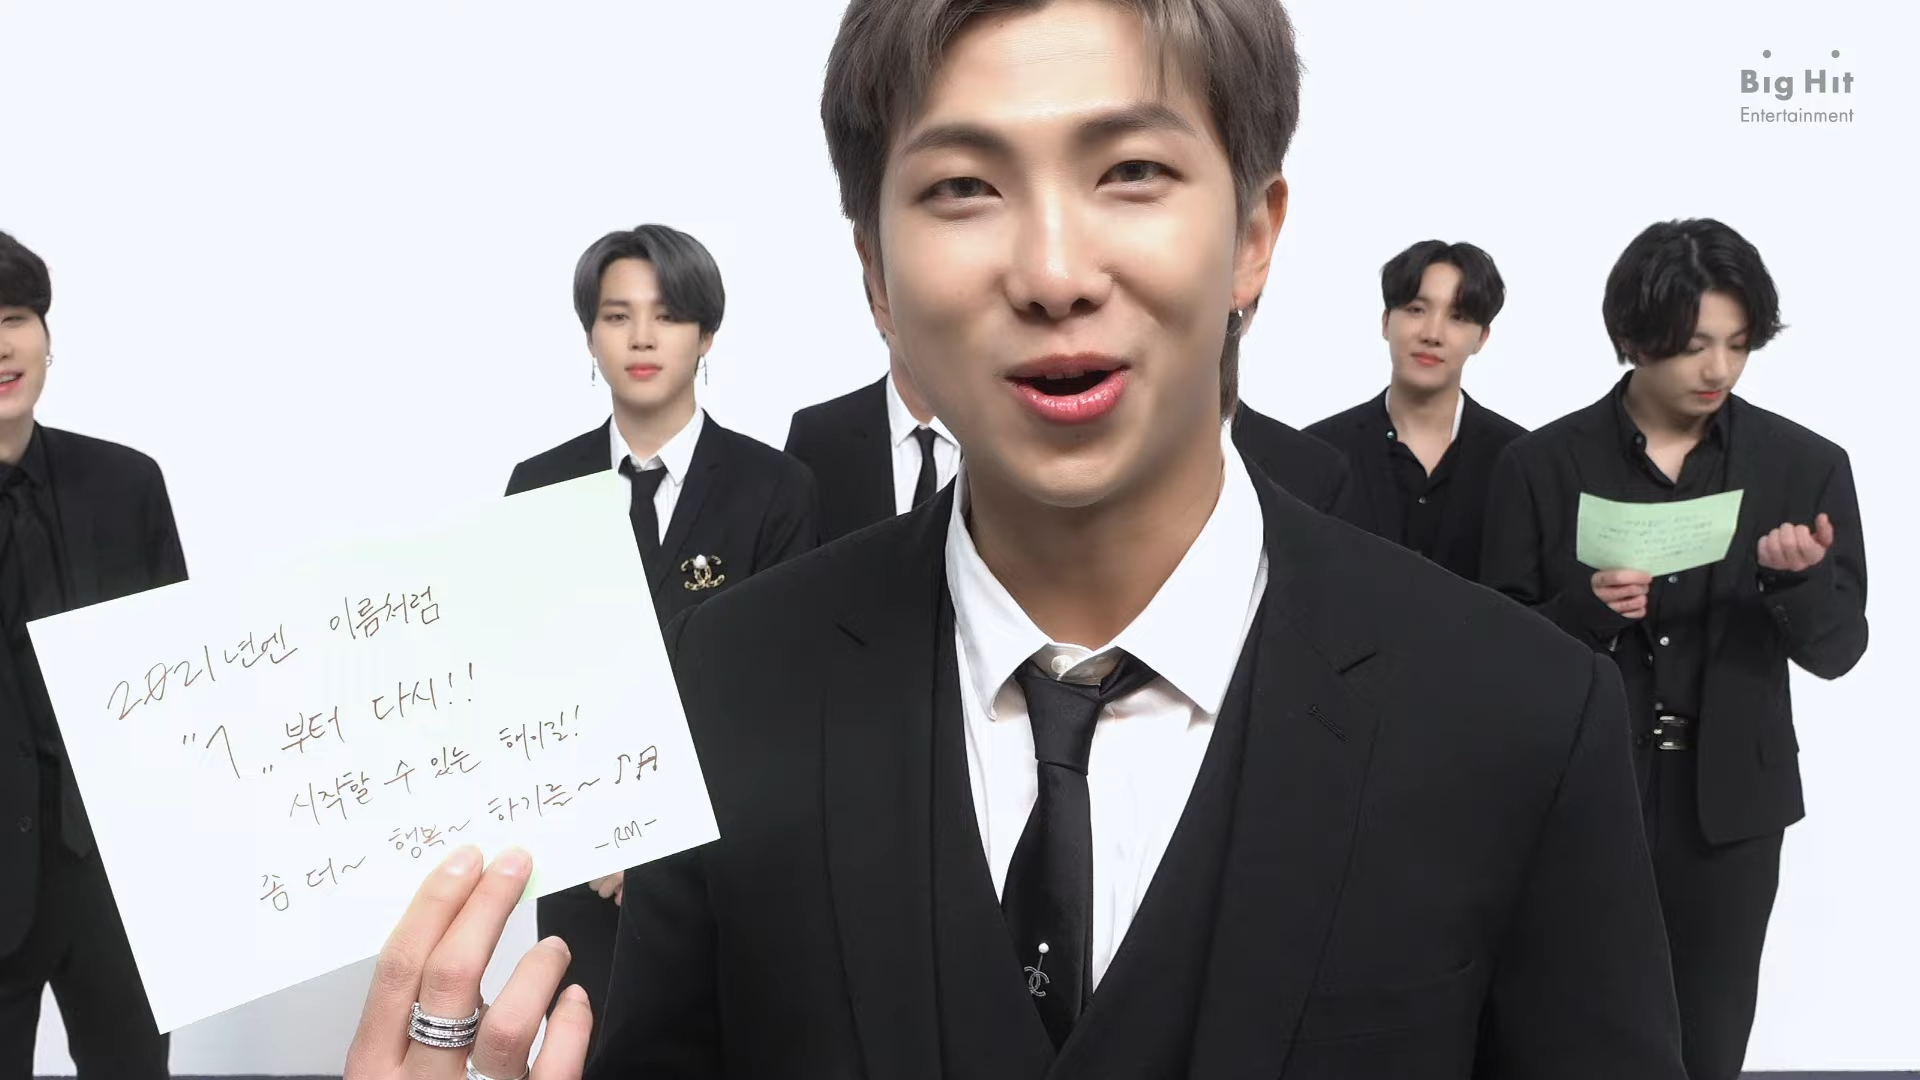 Big Hit
Entertainment
2021년엔 이름처럼
"1„부터 다시!!
시작할 수 있는 해이길!
좀 더~ 행복~ 하기를~ ♪♬
-RM-